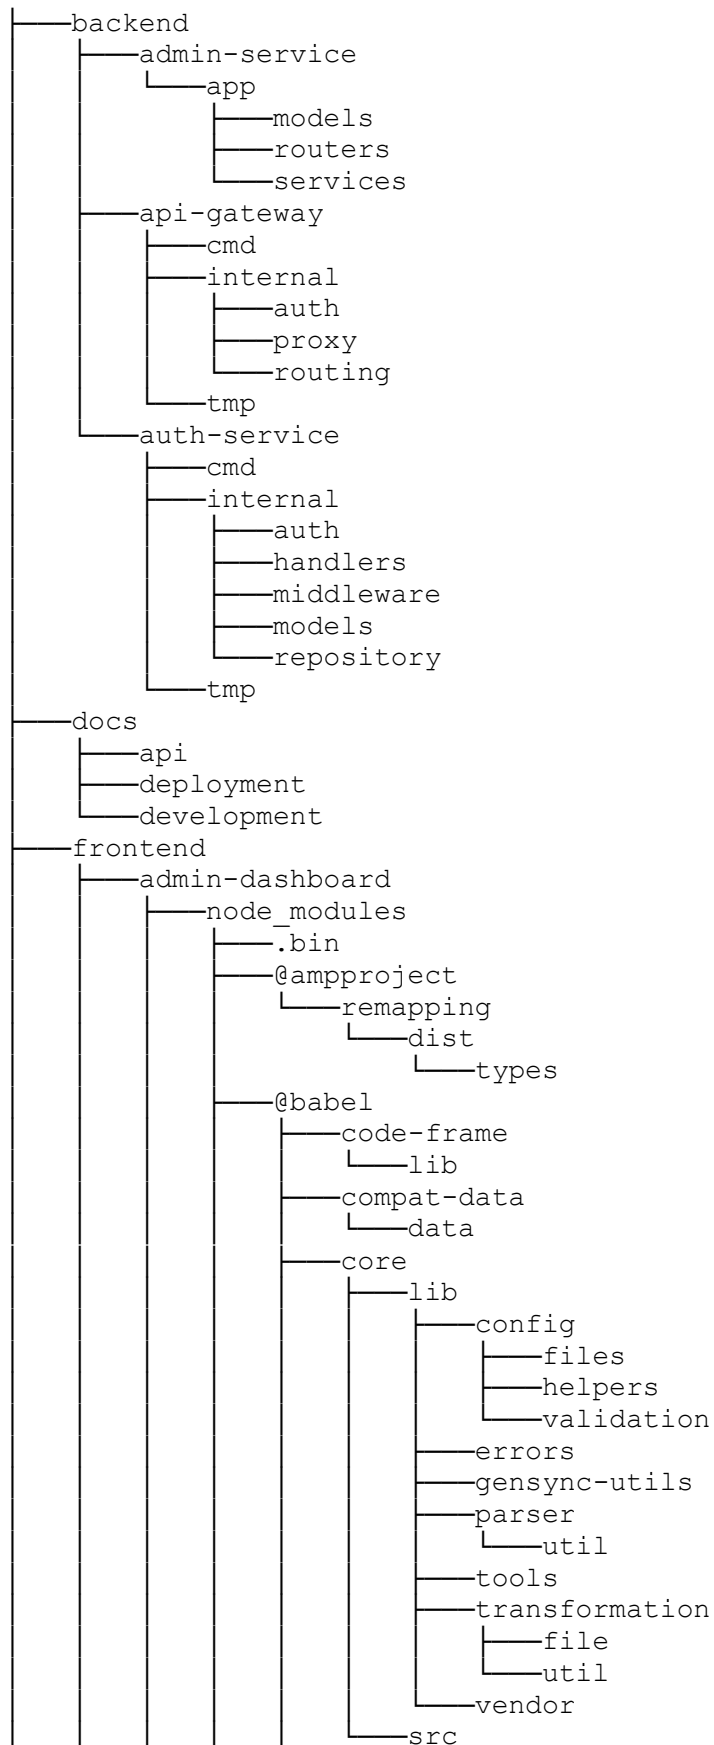 ├───backend
│   ├───admin-service
│   │   └───app
│   │       ├───models
│   │       ├───routers
│   │       └───services
│   ├───api-gateway
│   │   ├───cmd
│   │   ├───internal
│   │   │   ├───auth
│   │   │   ├───proxy
│   │   │   └───routing
│   │   └───tmp
│   └───auth-service
│       ├───cmd
│       ├───internal
│       │   ├───auth
│       │   ├───handlers
│       │   ├───middleware
│       │   ├───models
│       │   └───repository
│       └───tmp
├───docs
│   ├───api
│   ├───deployment
│   └───development
├───frontend
│   ├───admin-dashboard
│   │   ├───node_modules
│   │   │   ├───.bin
│   │   │   ├───@ampproject
│   │   │   │   └───remapping
│   │   │   │       └───dist
│   │   │   │           └───types
│   │   │   ├───@babel
│   │   │   │   ├───code-frame
│   │   │   │   │   └───lib
│   │   │   │   ├───compat-data
│   │   │   │   │   └───data
│   │   │   │   ├───core
│   │   │   │   │   ├───lib
│   │   │   │   │   │   ├───config
│   │   │   │   │   │   │   ├───files
│   │   │   │   │   │   │   ├───helpers
│   │   │   │   │   │   │   └───validation
│   │   │   │   │   │   ├───errors
│   │   │   │   │   │   ├───gensync-utils
│   │   │   │   │   │   ├───parser
│   │   │   │   │   │   │   └───util
│   │   │   │   │   │   ├───tools
│   │   │   │   │   │   ├───transformation
│   │   │   │   │   │   │   ├───file
│   │   │   │   │   │   │   └───util
│   │   │   │   │   │   └───vendor
│   │   │   │   │   └───src